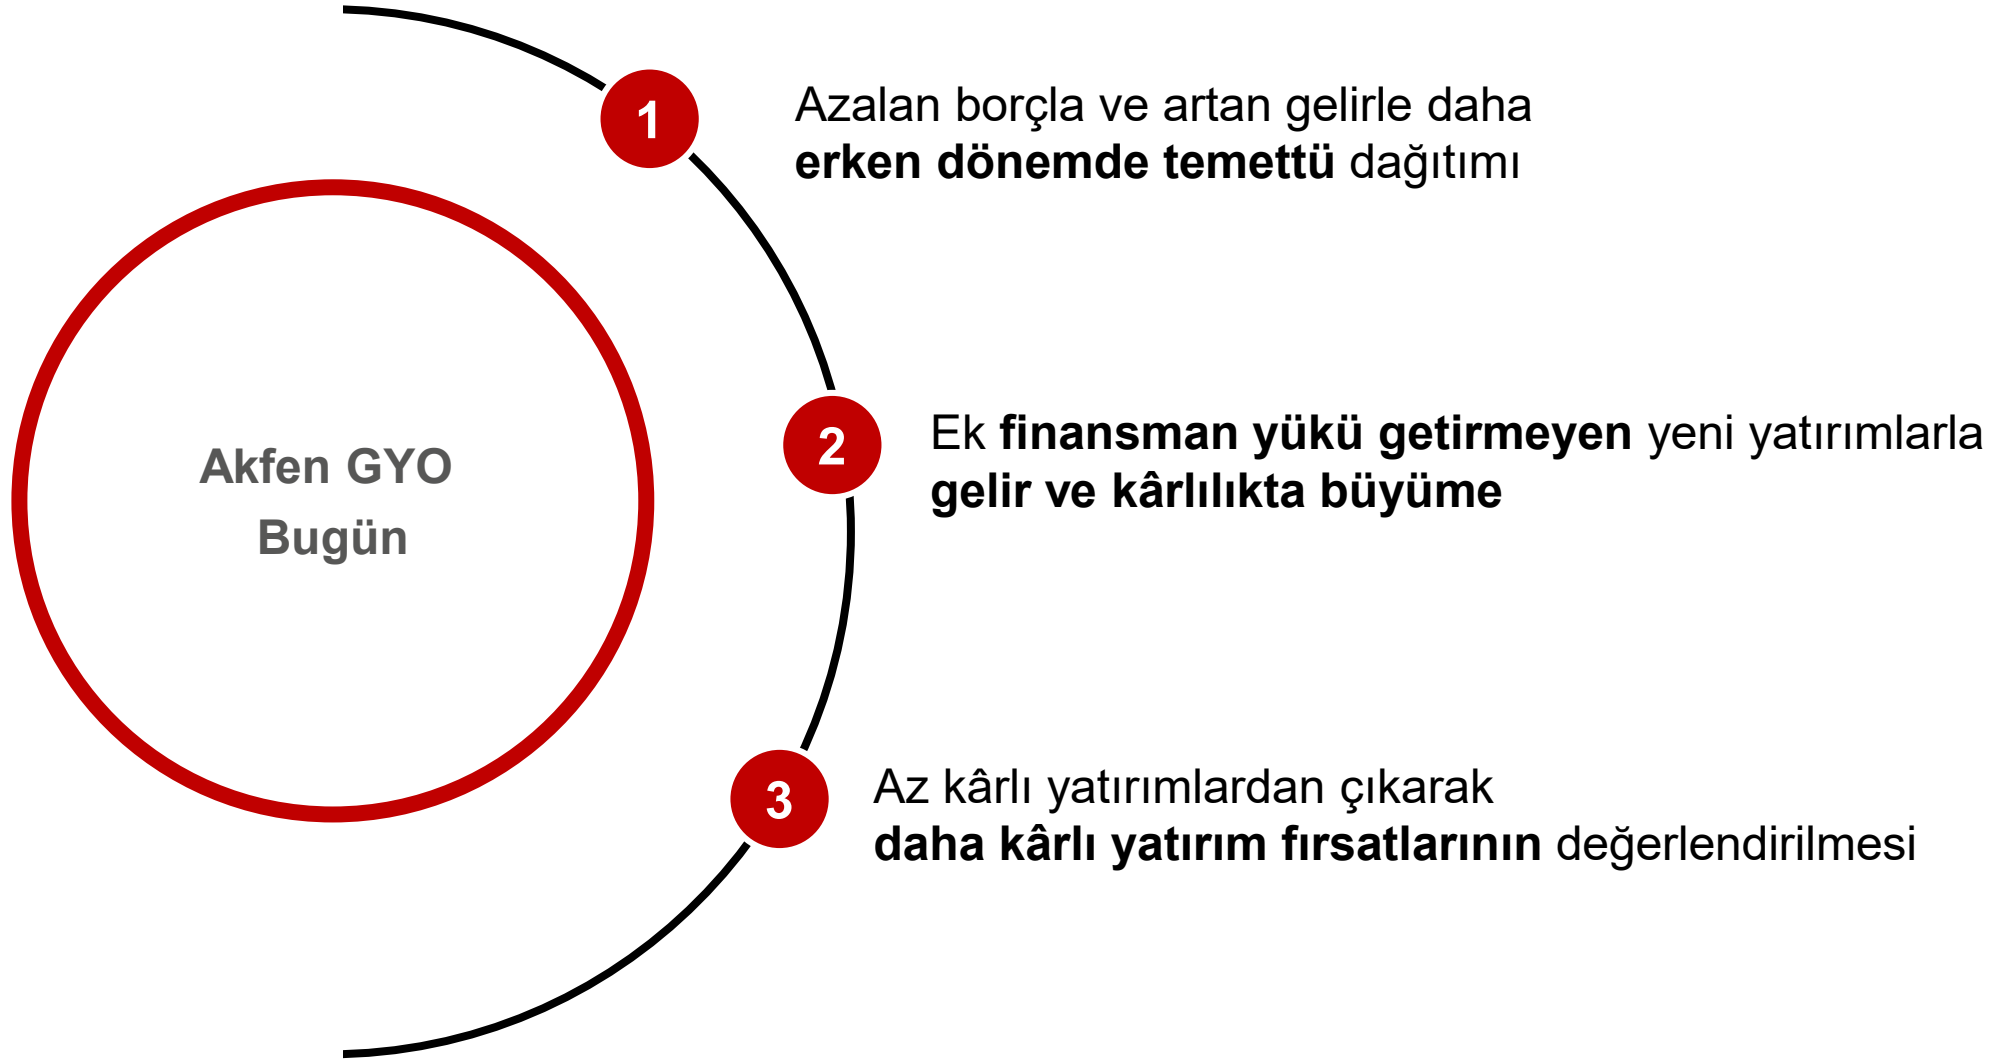 Akfen GYO
Bugün
1
Azalan borçla ve artan gelirle daha
erken dönemde temettü dağıtımı
2
Ek finansman yükü getirmeyen yeni yatırımlarla
gelir ve kârlılıkta büyüme
3
Az kârlı yatırımlardan çıkarak
daha kârlı yatırım fırsatlarının değerlendirilmesi